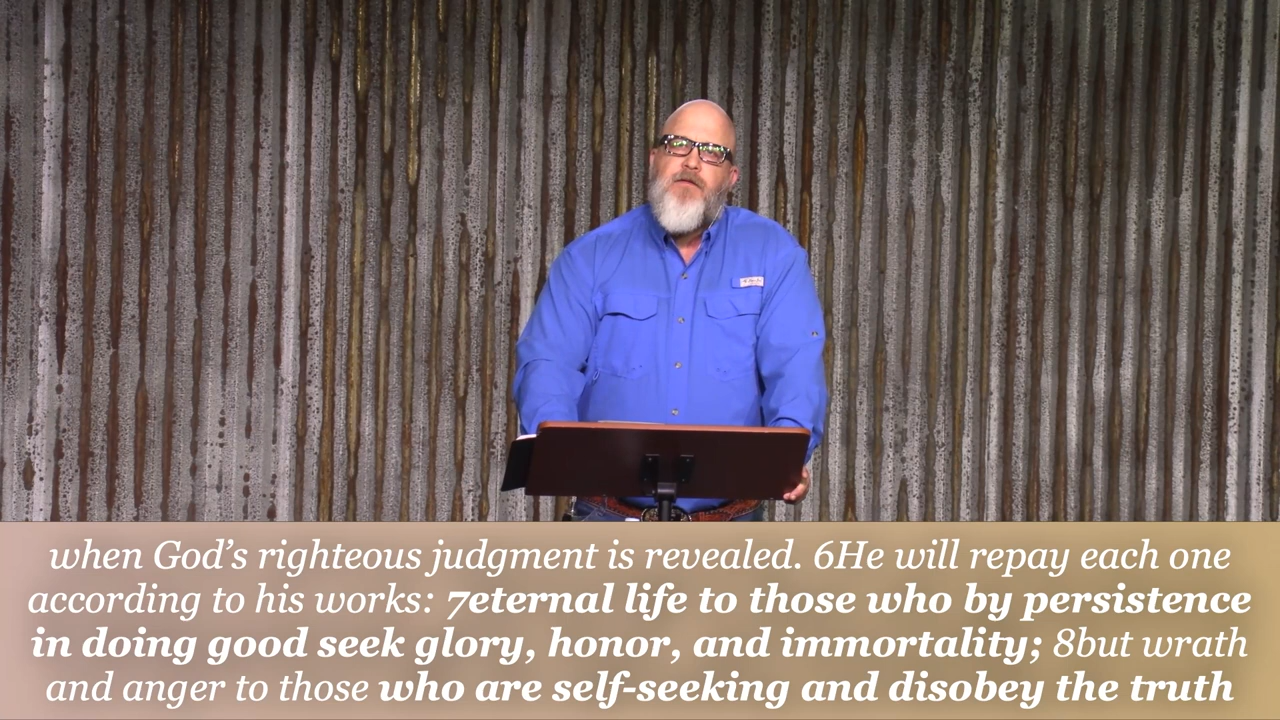 when God’s righteous judgment is revealed. 6He will repay each one
according to his works: 7eternal life to those who by persistence
in doing good seek glory, honor, and immortality; 8but wrath
and anger to those who are self-seeking and disobey the truth